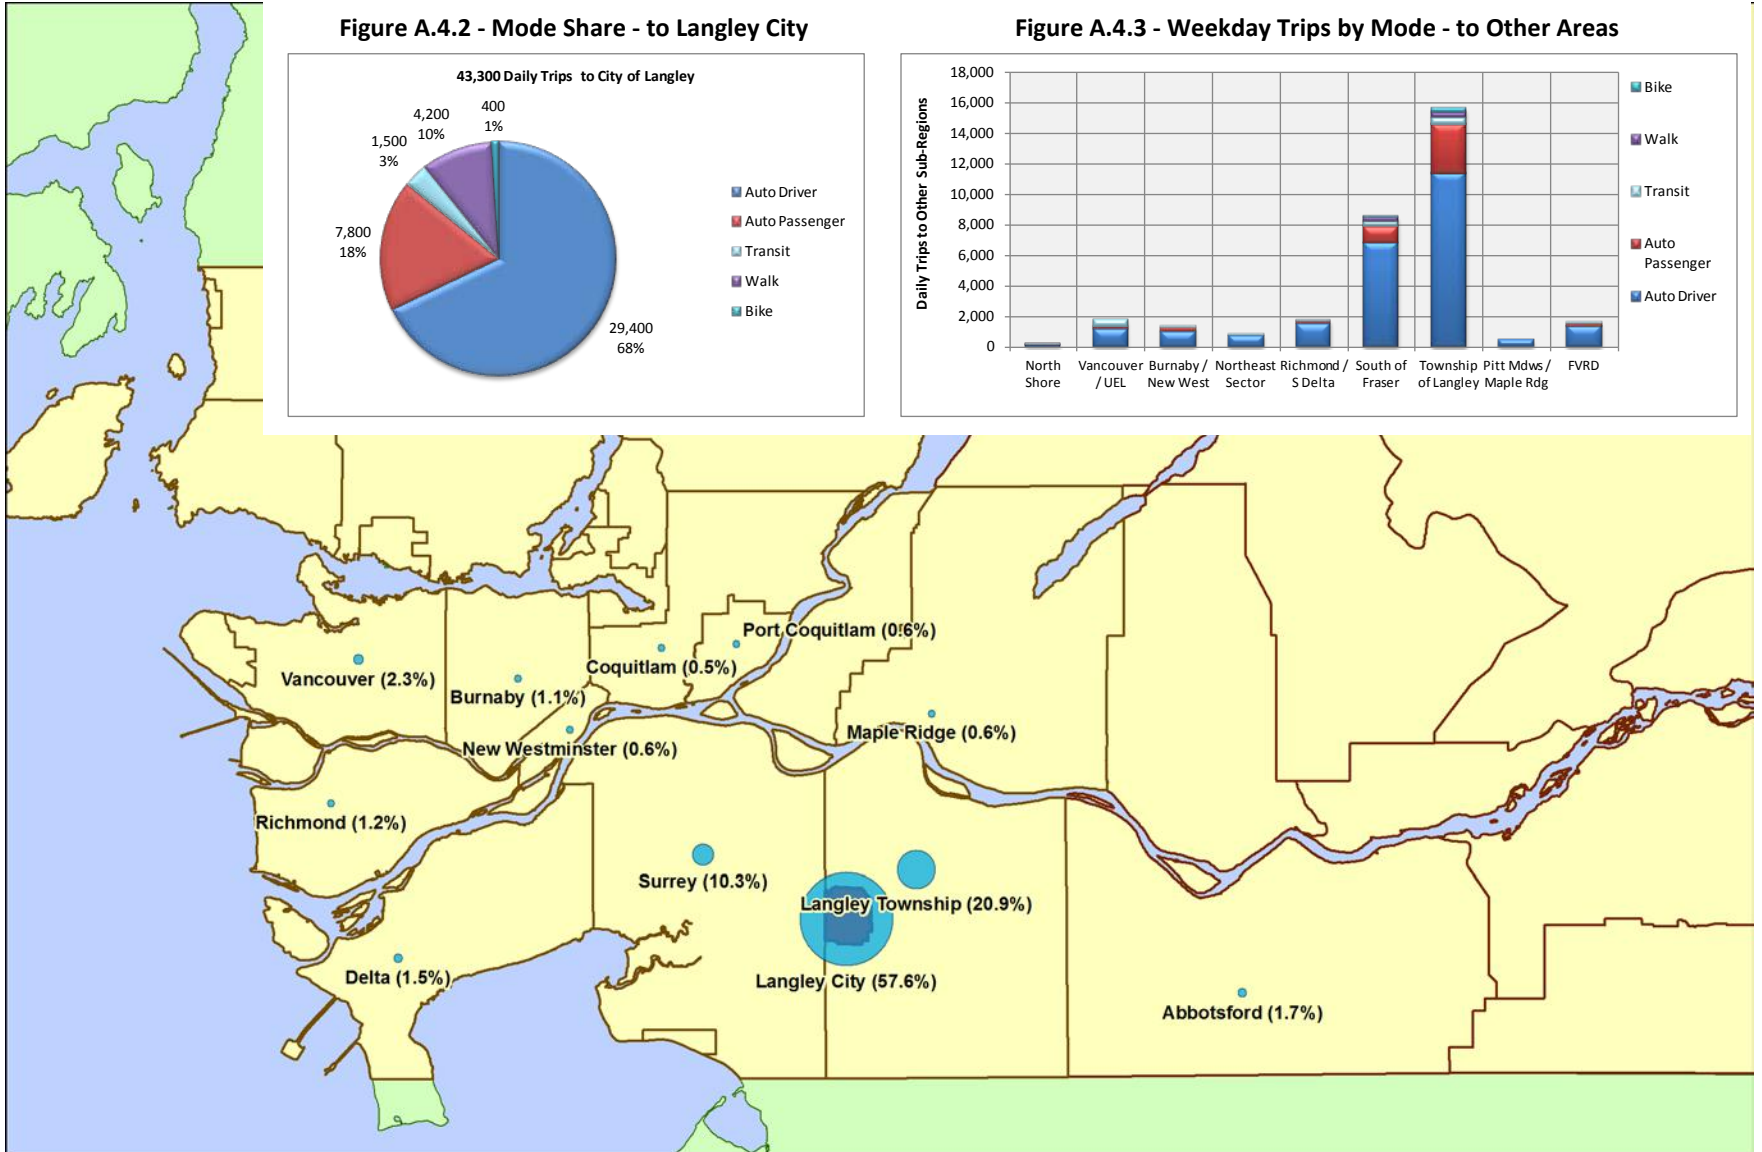 Figure A.4.2 - Mode Share - to Langley City
43,300 Daily Trips to City of Langley
400
1%
4,200
10%
1,500
3%
7,800
18%
29,400
68%
Auto Driver
Auto Passenger
Transit
Walk
Bike
Figure A.4.3 - Weekday Trips by Mode - to Other Areas
Daily Trips to Other Sub-Regions
18,000
16,000
14,000
12,000
10,000
8,000
6,000
4,000
2,000
0
North
Shore
Vancouver
/ UEL
Burnaby /
New West
Northeast
Sector
Richmond /
S Delta
South of
Fraser
Township
of Langley
Pitt Mdws /
Maple Rdg
FVRD
Bike
Walk
Transit
Auto
Passenger
Auto Driver
Port Coquitlam (0.6%)
Coquitlam (0.5%)
Vancouver (2.3%)
Burnaby (1.1%)
Maple Ridge (0.6%)
New Westminster (0.6%)
Richmond (1.2%)
Surrey (10.3%)
Langley Township (20.9%)
Delta (1.5%)
Langley City (57.6%)
Abbotsford (1.7%)